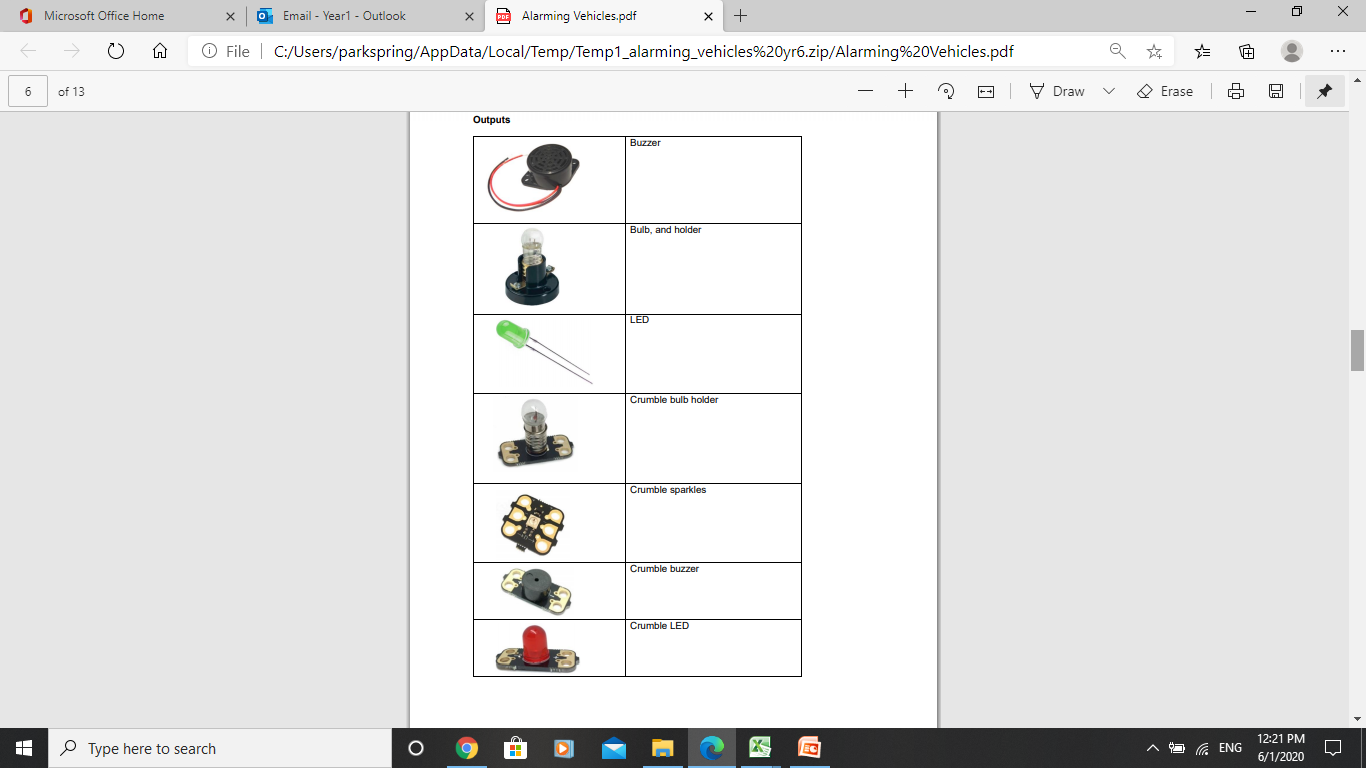 Microsoft Office Home
Email - Year1 - Outlook
Alarming Vehicles.pdf
File
C:/Users/parkspring/AppData/Local/Temp/Temp1_alarming_vehicles%20yr6.zip/Alarming%20Vehicles.pdf
6 of 13
Draw
Erase
Outputs
Buzzer
Bulb, and holder
LED
Crumble bulb holder
Crumble sparkles
Crumble buzzer
Crumble LED
Type here to search
ENG
12:21 PM
6/1/2020